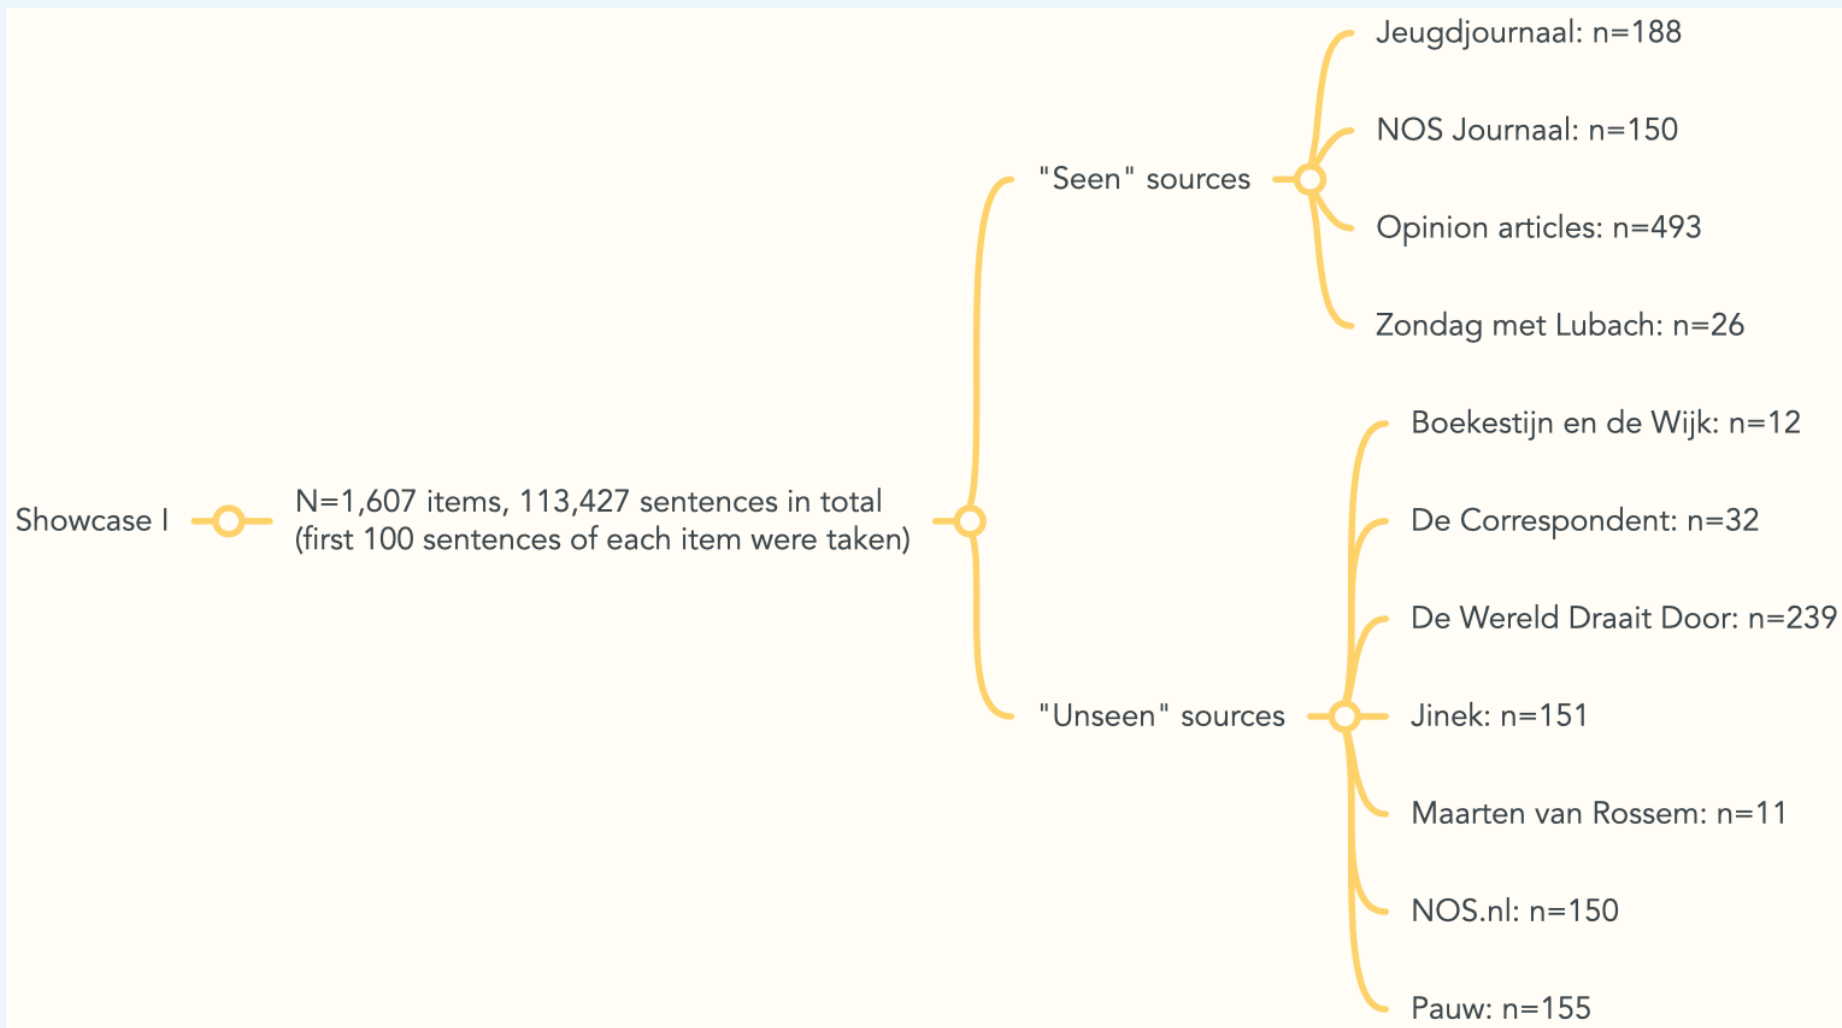 Showcase I
N=1,607 items, 113,427 sentences in total
(first 100 sentences of each item were taken)
"Seen" sources
Jeugdjournaal: n=188
NOS Journaal: n=150
Opinion articles: n=493
Zondag met Lubach: n=26
"Unseen" sources
Boekestijn en de Wijk: n=12
De Correspondent: n=32
De Wereld Draait Door: n=239
Jinek: n=151
Maarten van Rossem: n=11
NOS.nl: n=150
Pauw: n=155